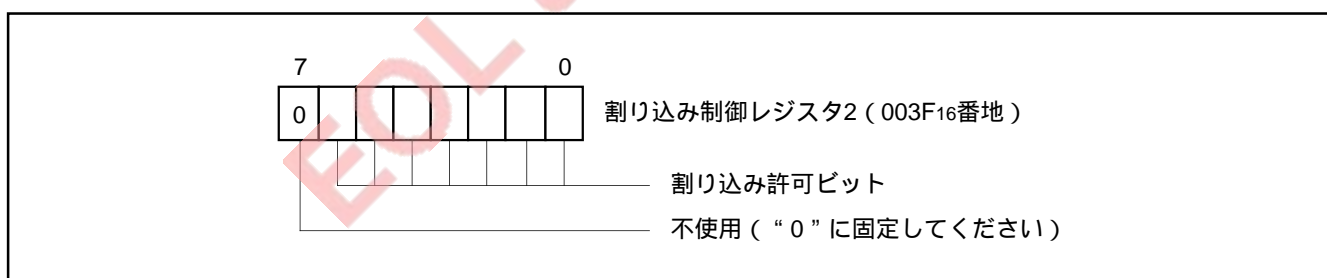 EOL
7 0
0 割り込み制御レジスタ2(003F16番地)
割り込み許可ビット
不使用(“0”に固定してください)